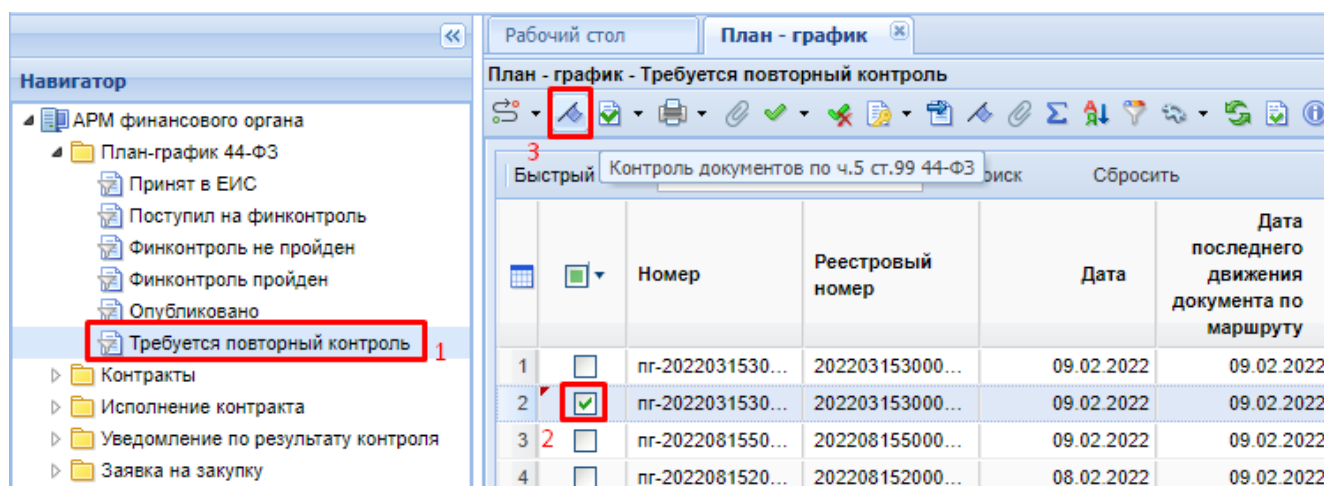 Навигатор
АРМ финансового органа
План-график 44-ФЗ
Принят в ЕИС
Поступил на финконтроль
Финконтроль не пройден
Финконтроль пройден
Опубликовано
Требуется повторный контроль
1
Контракты
Исполнение контракта
Уведомление по результату контроля
Заявка на закупку
Рабочий стол
План - график
План - график - Требуется повторный контроль
3
Контроль документов по ч.5 ст.99 44-ФЗ
Быстрый
оиск
Сбросить
Номер
Реестровый
номер
Дата
Дата
последнего
движения
документа по
маршруту
1 пг-2022031530... 202203153000... 09.02.2022 09.02.2022
2 пг-2022031530... 202203153000... 09.02.2022 09.02.2022
3 2 пг-2022081550... 202208155000... 09.02.2022 09.02.2022
4 пг-2022081520... 202208152000... 08.02.2022 09.02.2022